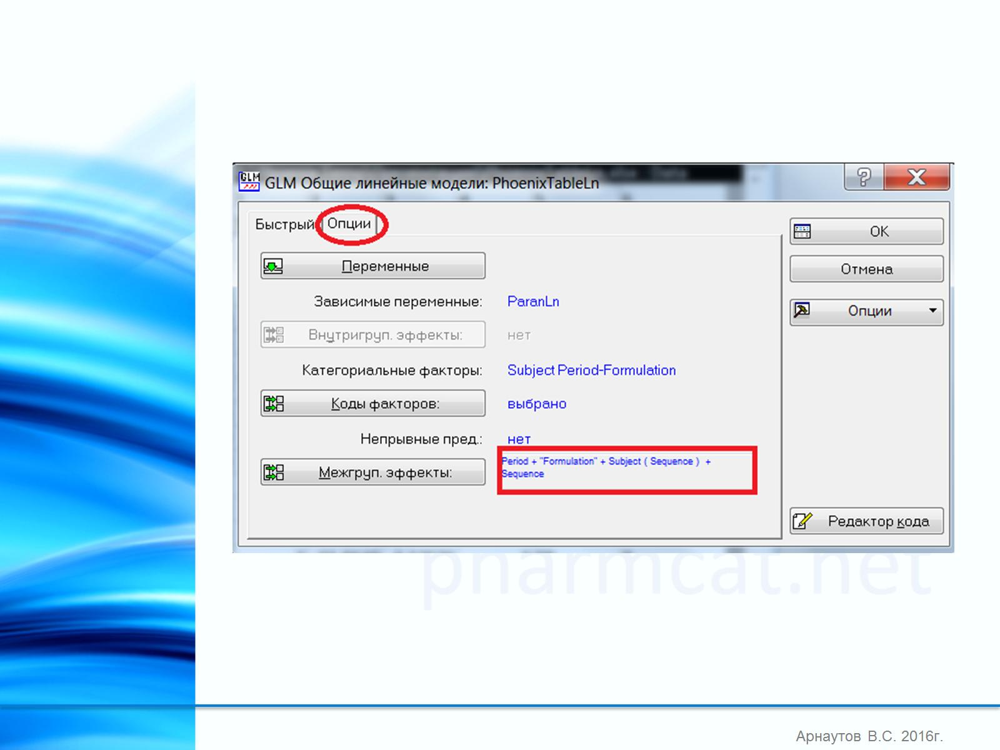 GLM
GLM Общие линейные модели: PhoenixTableLn
?
Быстрый Опции
Переменные
Зависимые переменные: ParanLn
Внутригруп. эффекты: нет
Категориальные факторы: Subject Period-Formulation
Коды факторов: выбрано
Непрывные пред.: нет
Межгруп. эффекты:
Period + "Formulation" + Subject ( Sequence ) +
Sequence
OK
Отмена
Опции
Редактор кода
pharmcat.net
Арнаутов В.С. 2016г.